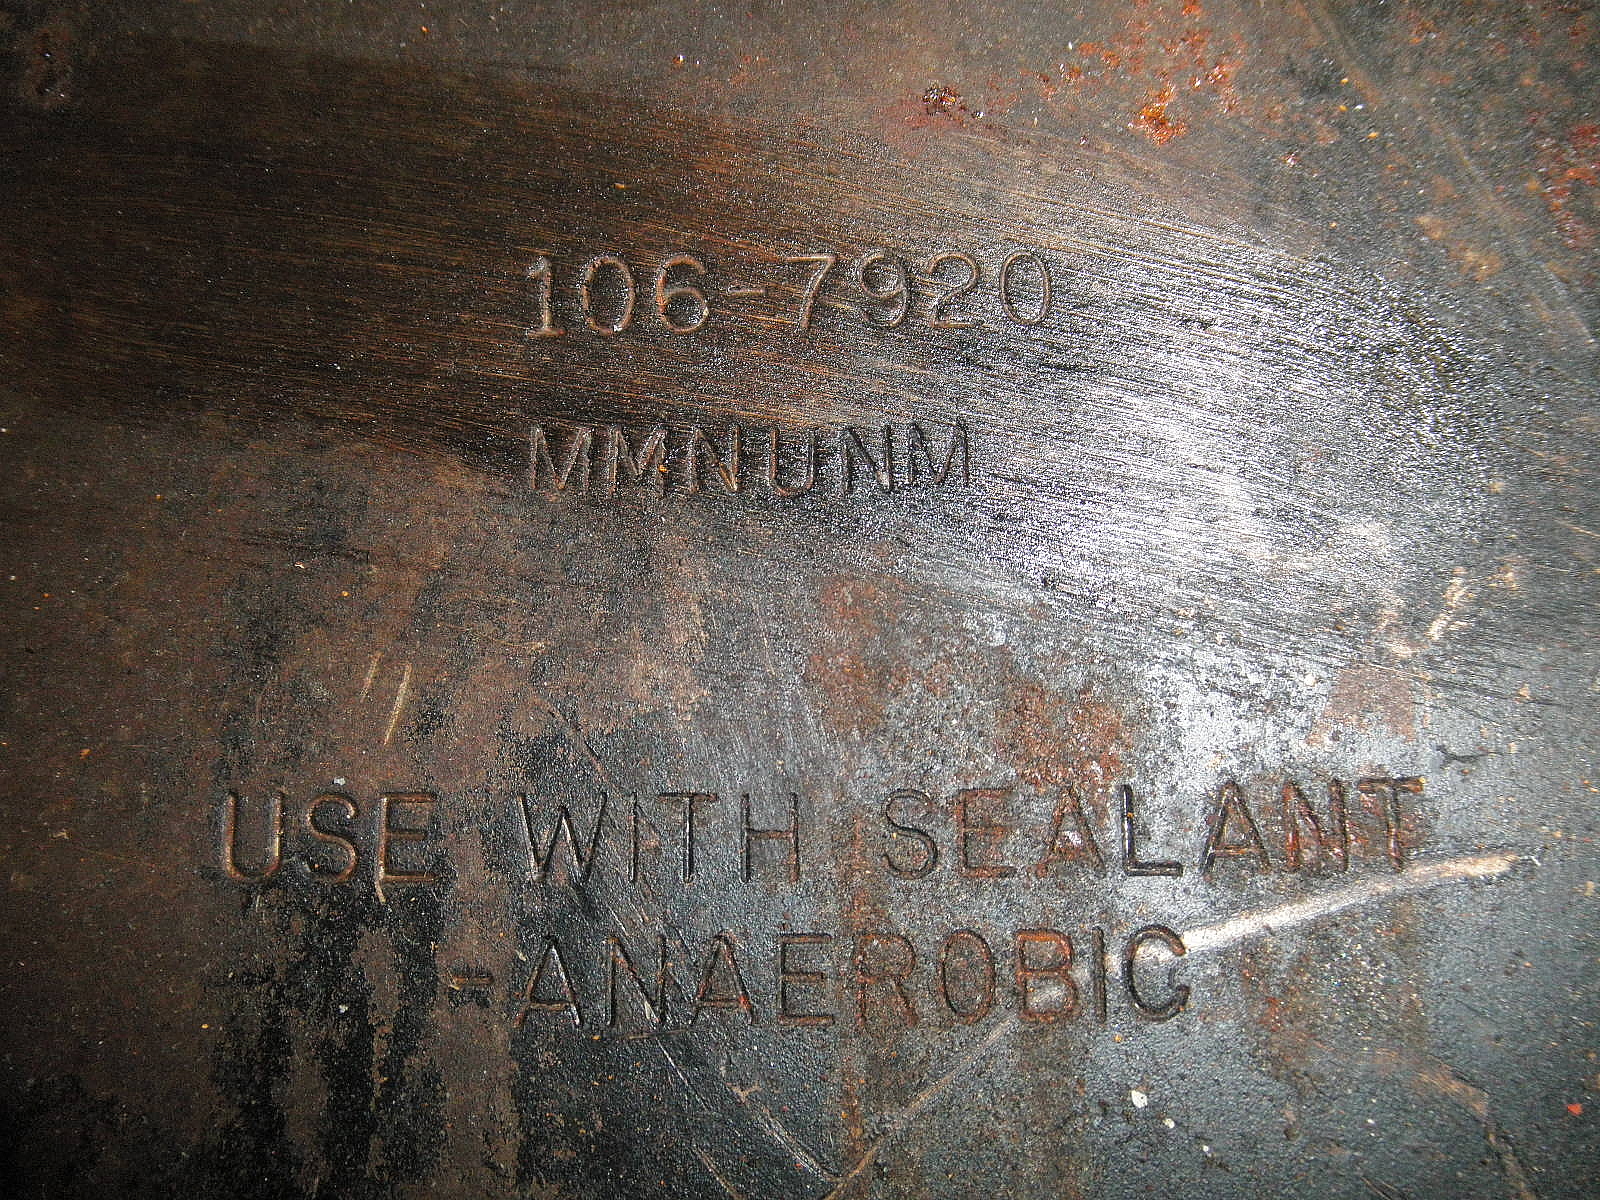 106-7920
MMNUNM
USE WITH SEALANT
-ANAEROBIC